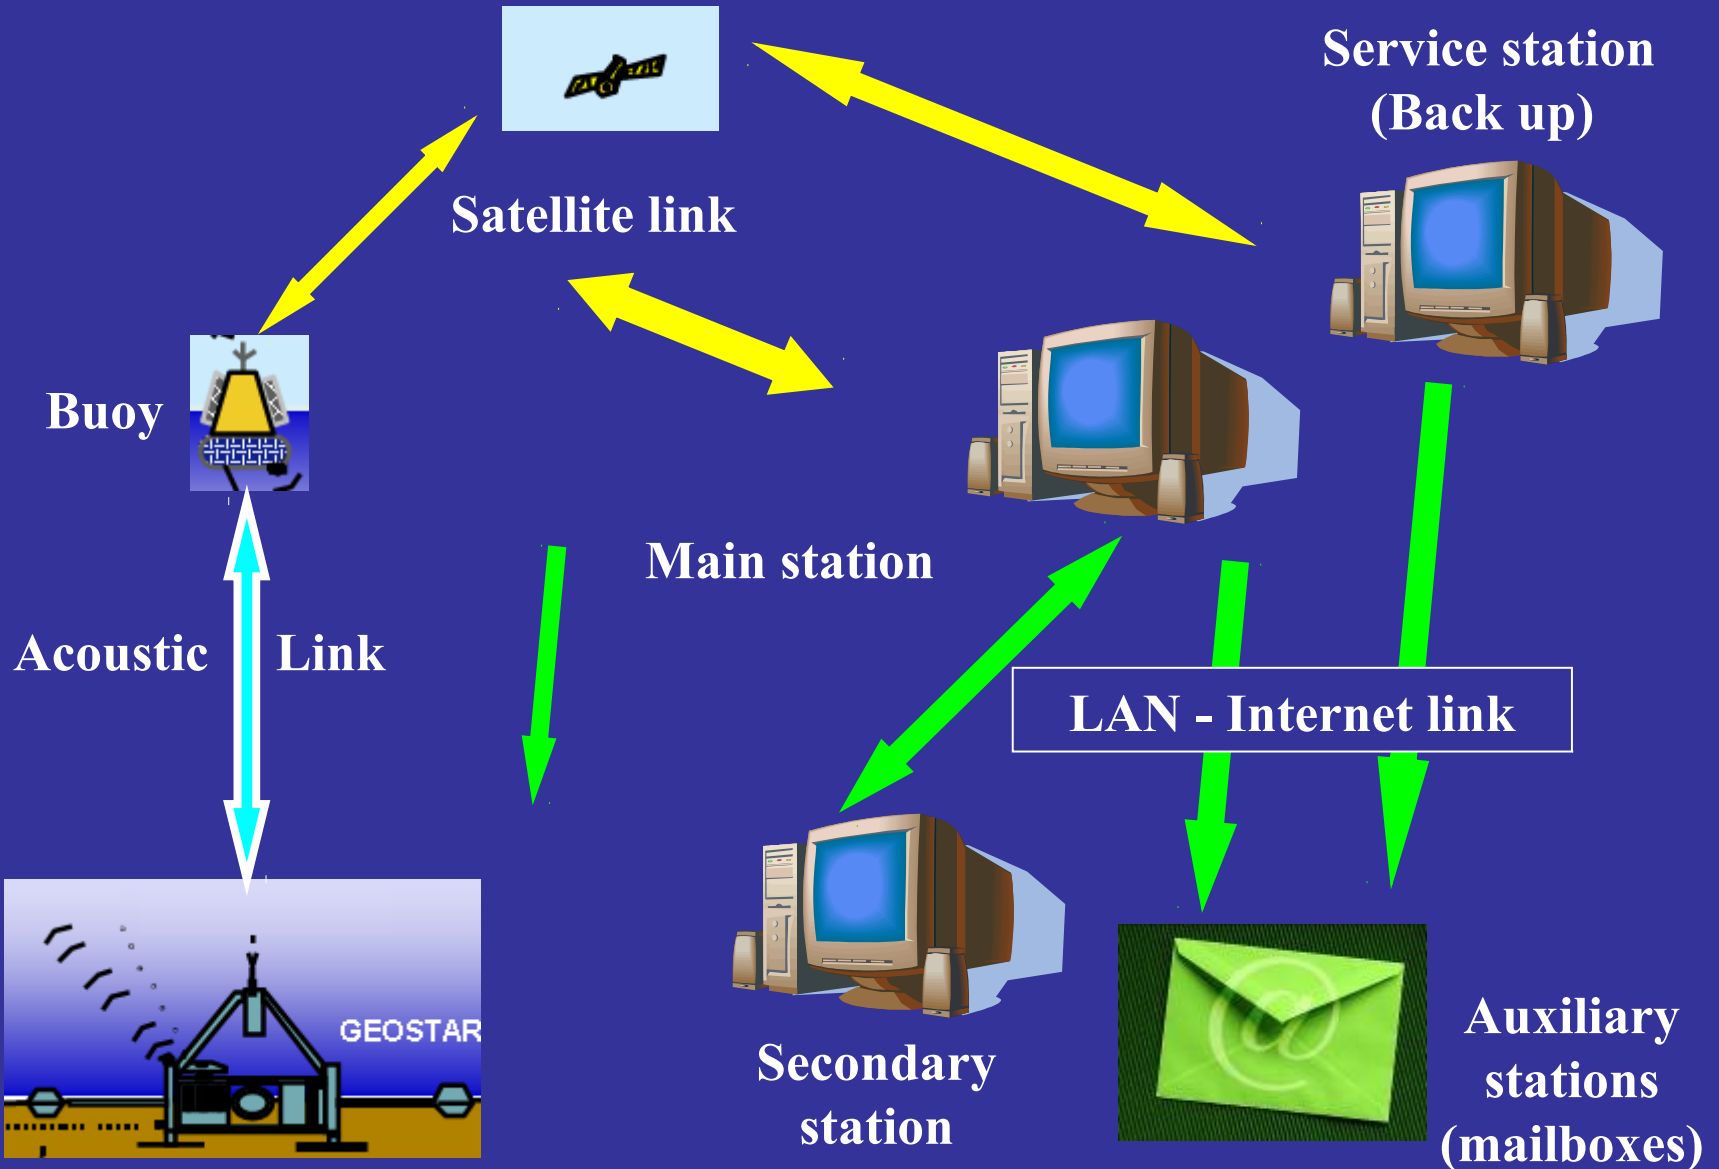 Service station
(Back up)
Satellite link
Buoy
Main station
Acoustic Link
LAN - Internet link
GEOSTAR
Secondary
station
Auxiliary
stations
(mailboxes)